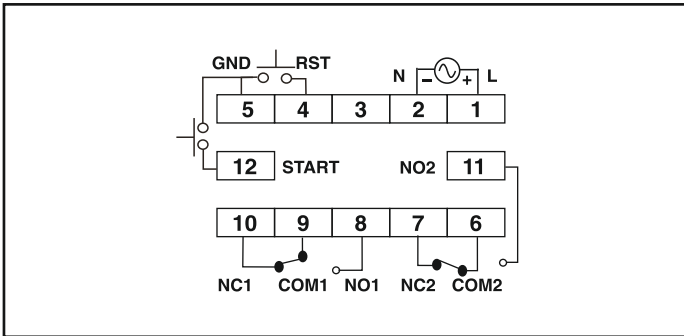 GND RST N − + L
5 4 3 2 1
12 START NO2 11
10 9 8 7 6
NC1 COM1 NO1 NC2 COM2